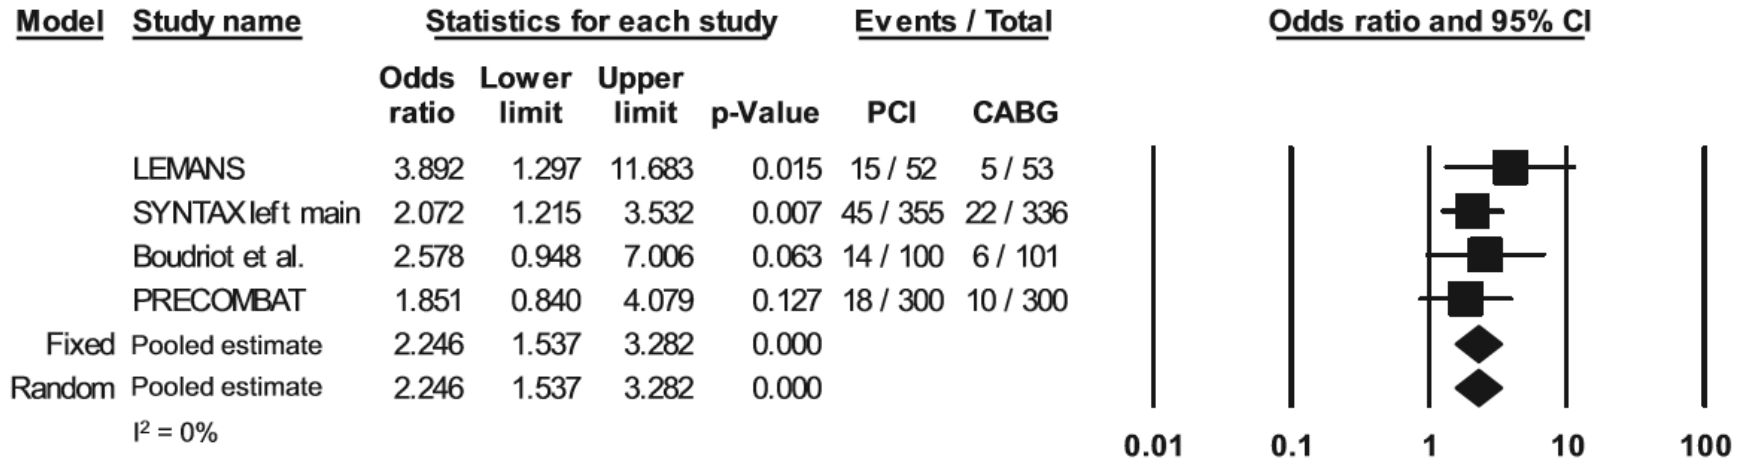 Model Study name Statistics for each study Events / Total Odds ratio and 95% CI
Odds ratio Lower limit Upper limit p-Value PCI CABG
LEMANS 3.892 1.297 11.683 0.015 15 / 52 5 / 53
SYNTAX left main 2.072 1.215 3.532 0.007 45 / 355 22 / 336
Boudriot et al. 2.578 0.948 7.006 0.063 14 / 100 6 / 101
PRECOMBAT 1.851 0.840 4.079 0.127 18 / 300 10 / 300
Fixed Pooled estimate 2.246 1.537 3.282 0.000
Random Pooled estimate 2.246 1.537 3.282 0.000
I² = 0%
0.01 0.1 1 10 100